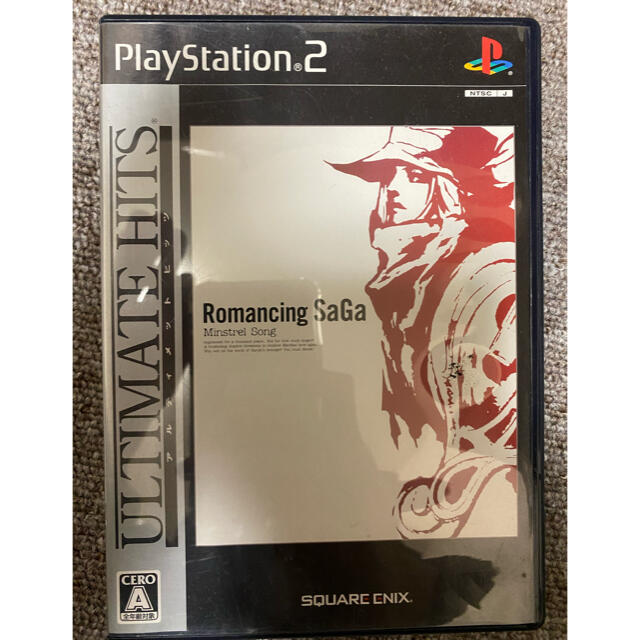 PlayStation®2
NTSC J
ULTIMATE HITS®
アルティメットヒッツ
Romancing SaGa
Minstrel Song
CERO
A
全年齢対象
SQUARE ENIX.